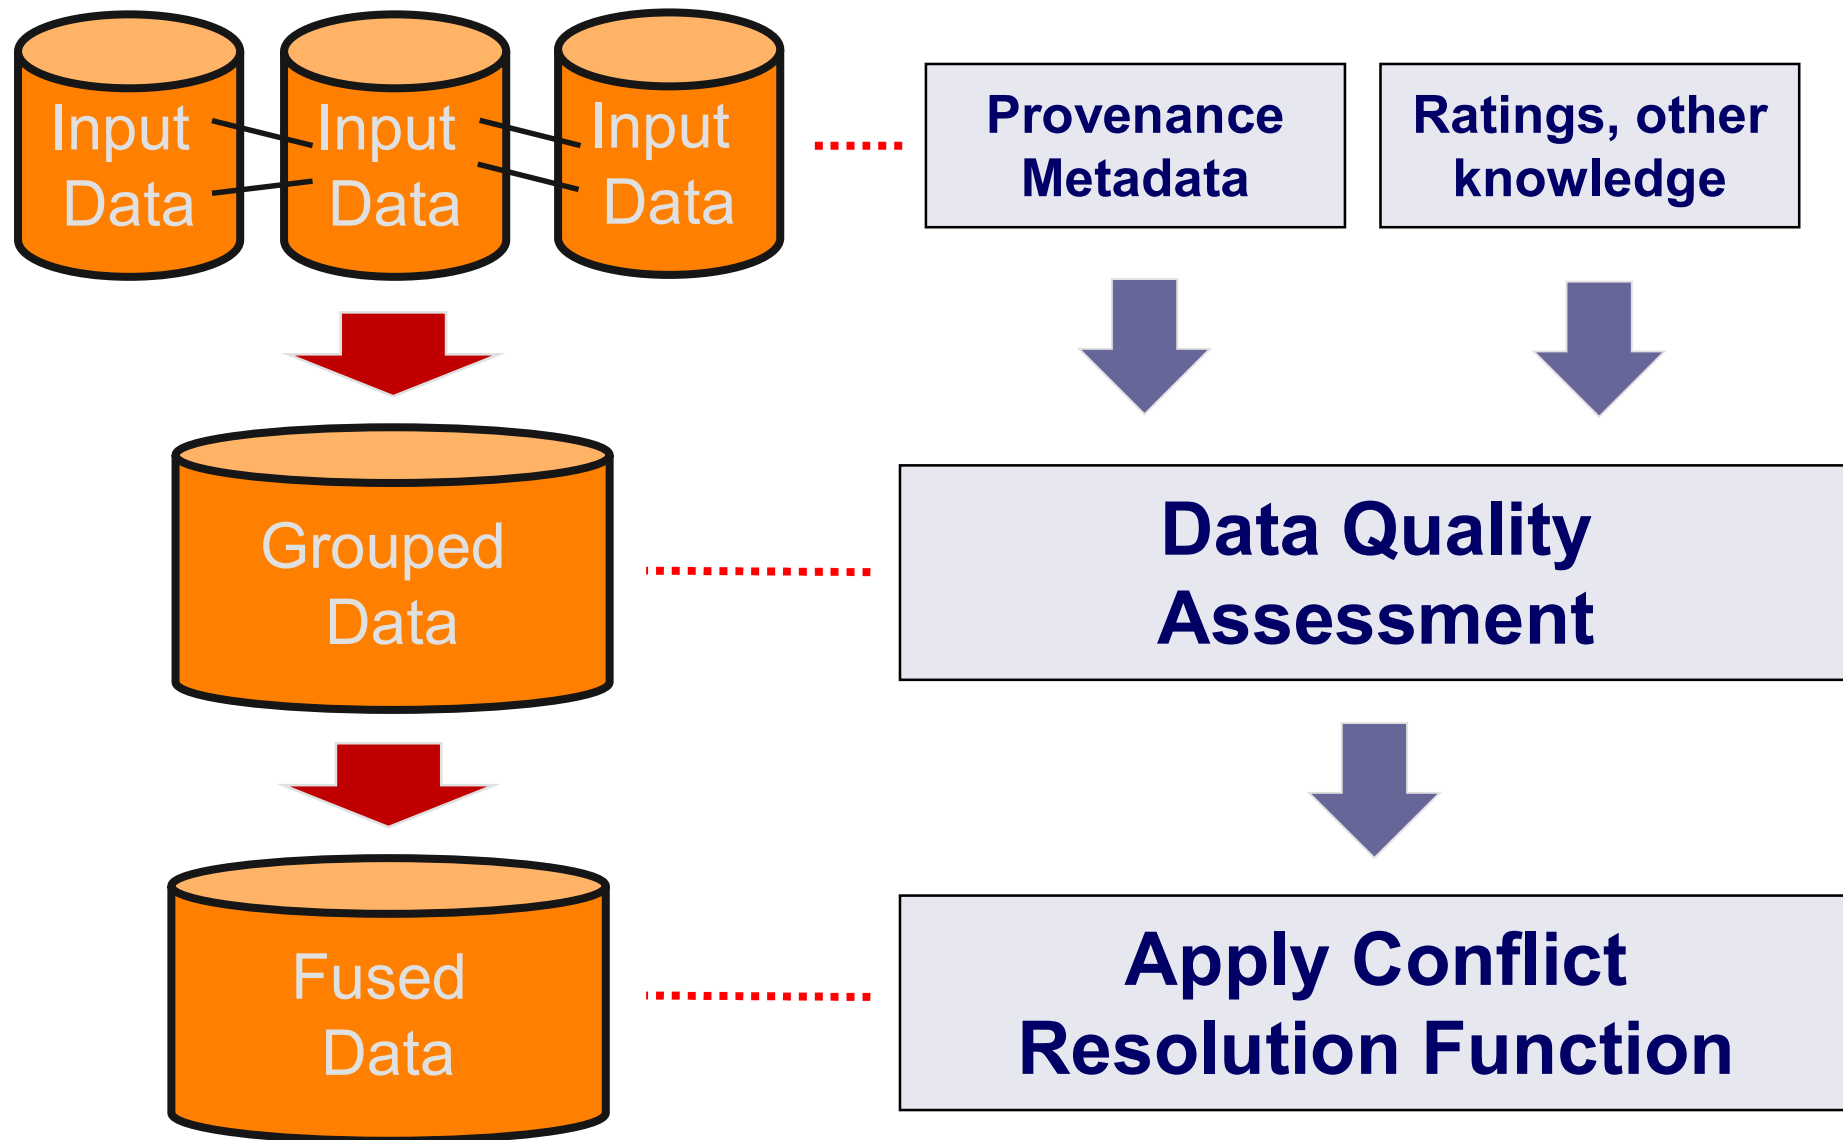 Input
Data
Input
Data
Input
Data
Provenance
Metadata
Ratings, other
knowledge
Grouped
Data
Data Quality
Assessment
Fused
Data
Apply Conflict
Resolution Function